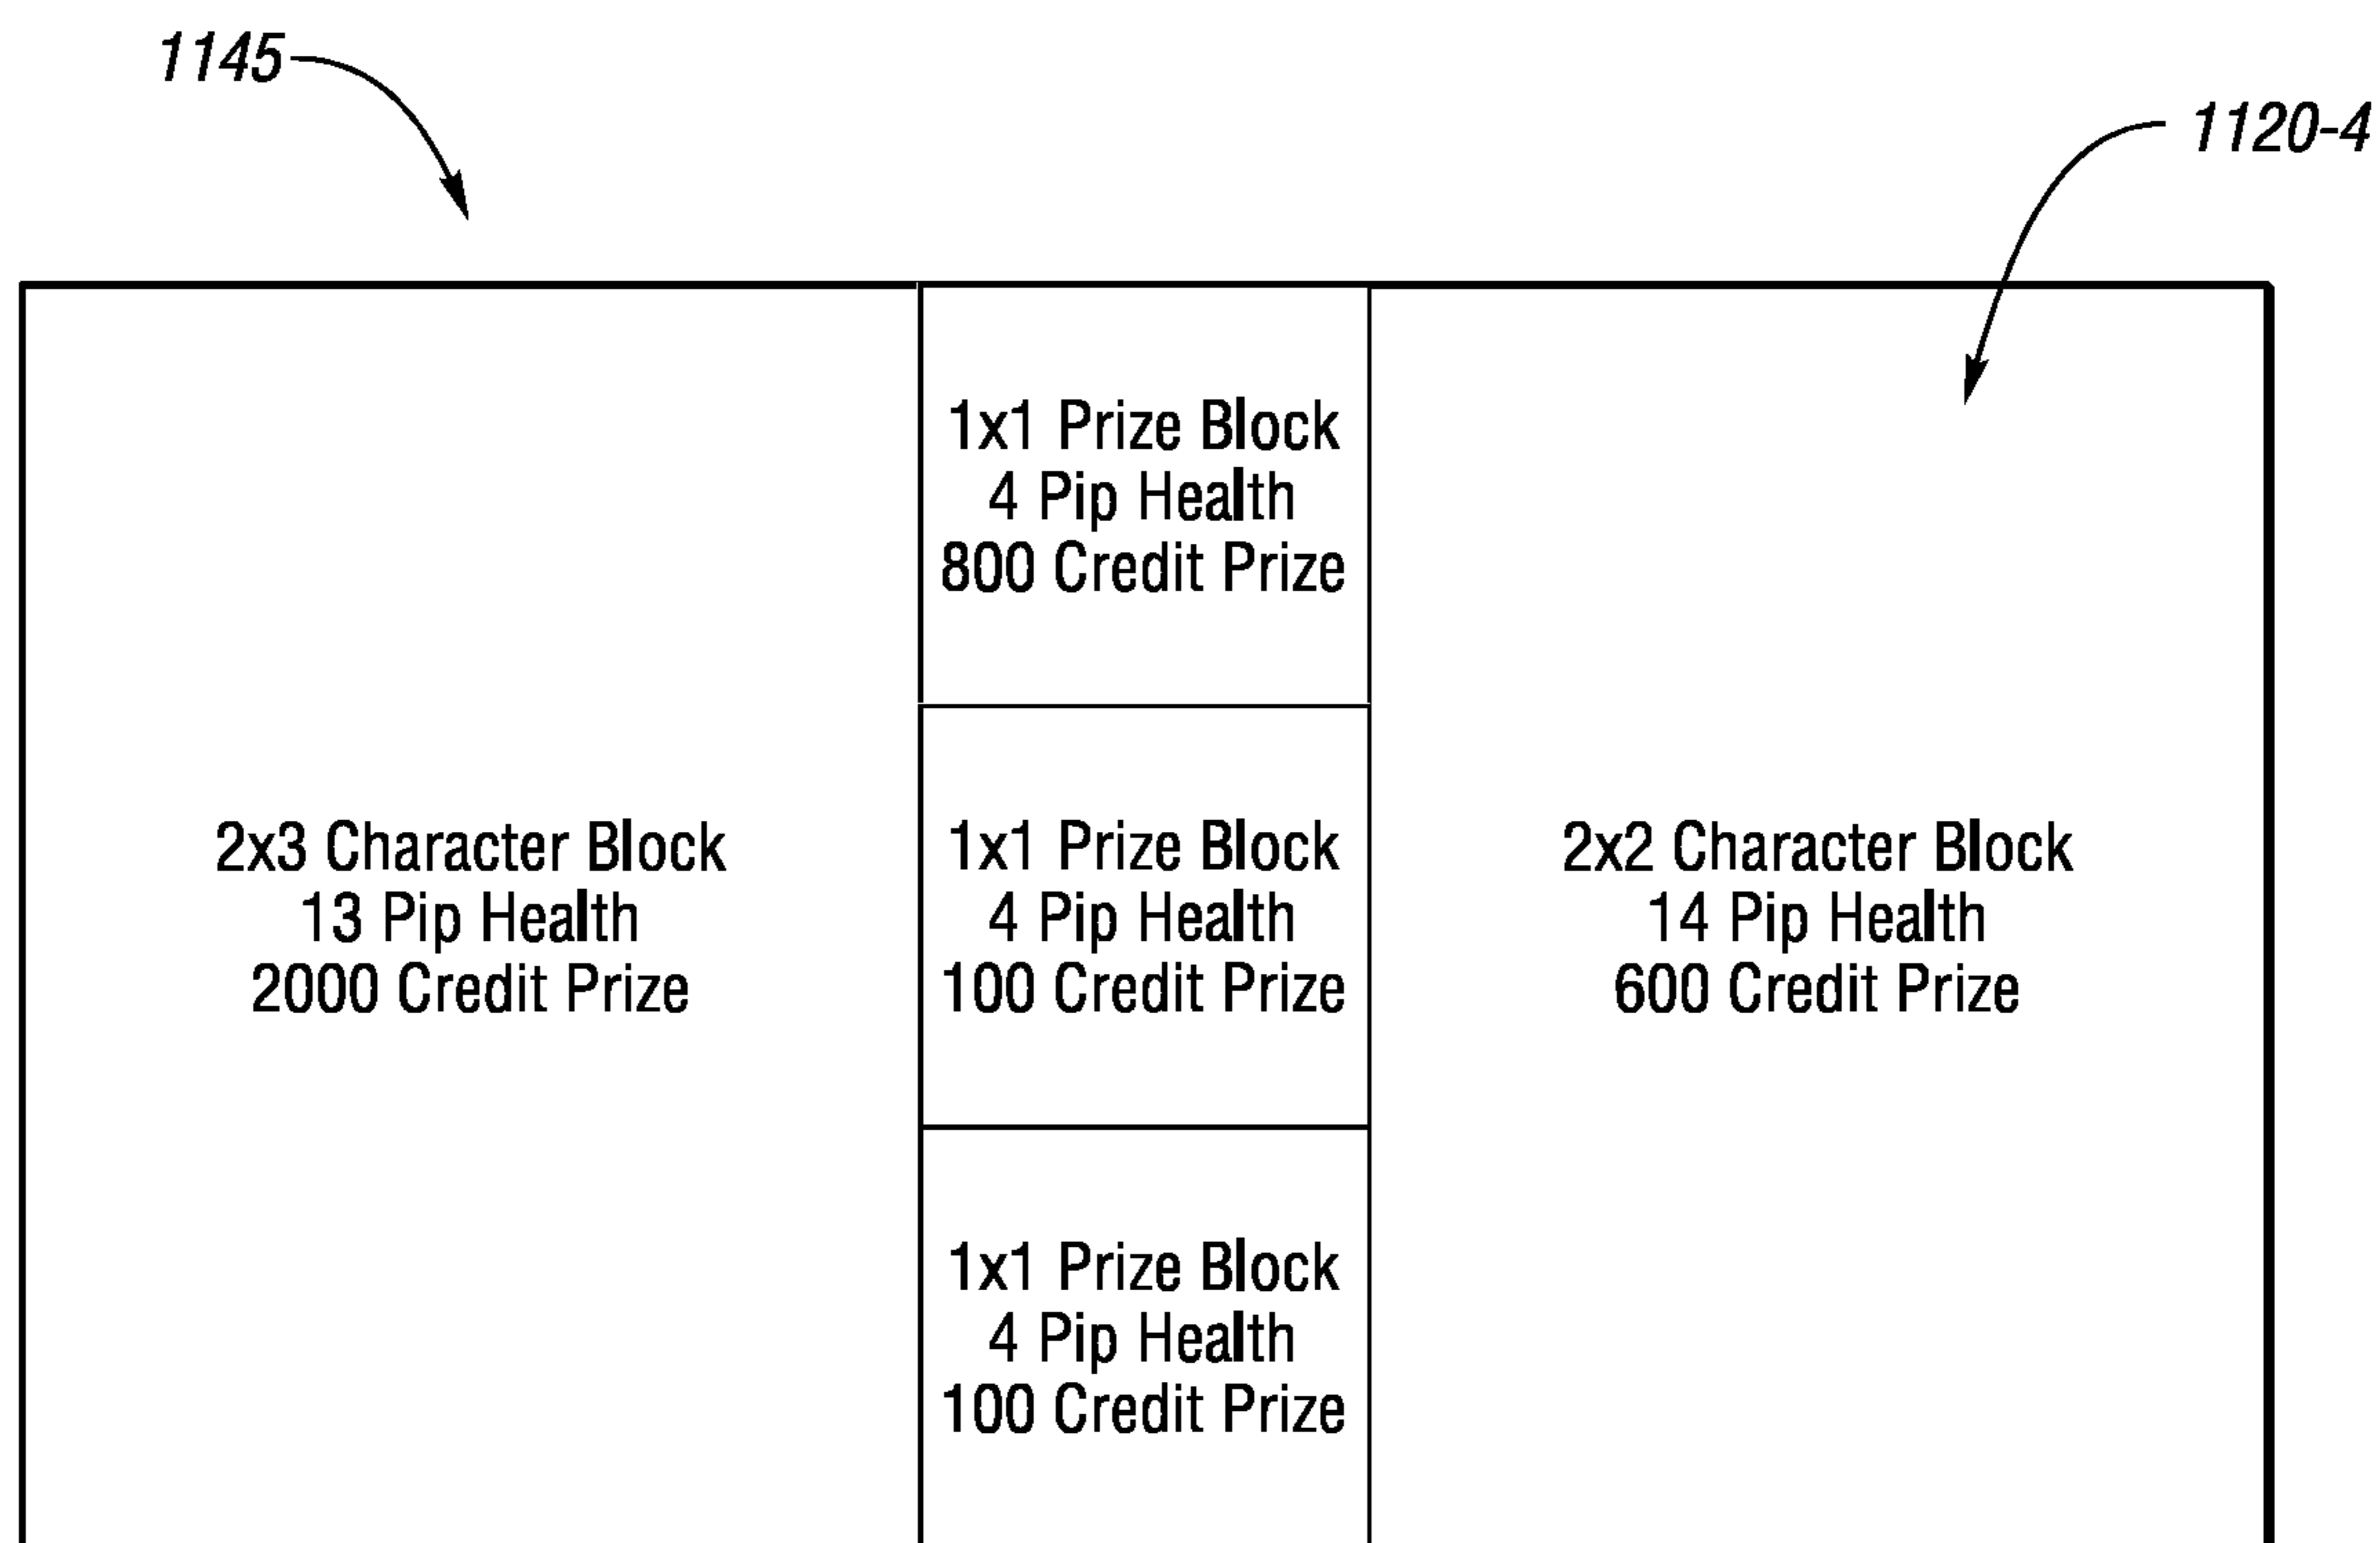 1145
1120-4
1x1 Prize Block
4 Pip Health
800 Credit Prize
2x3 Character Block
13 Pip Health
2000 Credit Prize
1x1 Prize Block
4 Pip Health
100 Credit Prize
2x2 Character Block
14 Pip Health
600 Credit Prize
1x1 Prize Block
4 Pip Health
100 Credit Prize